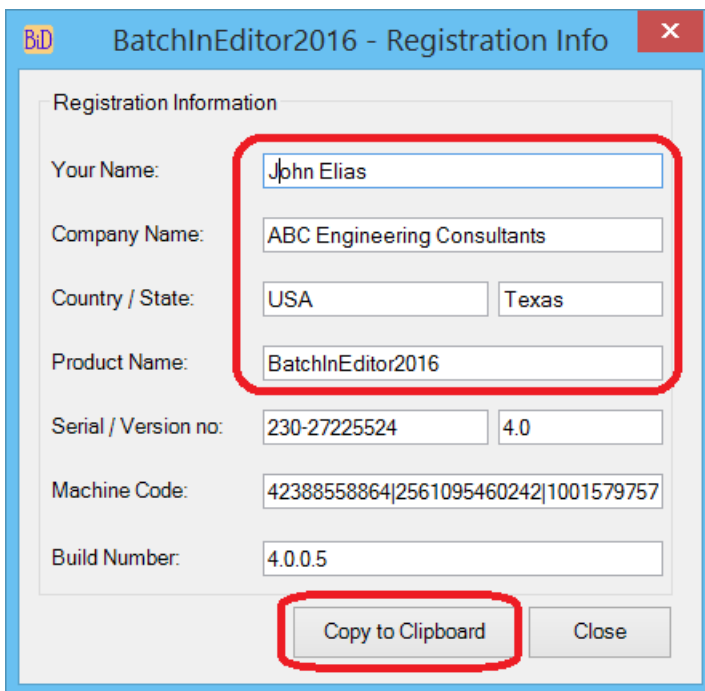 BiD BatchInEditor2016 - Registration Info x
Registration Information
Your Name: John Elias
Company Name: ABC Engineering Consultants
Country / State: USA Texas
Product Name: BatchInEditor2016
Serial / Version no: 230-27225524 4.0
Machine Code: 42388558864|2561095460242|1001579757
Build Number: 4.0.0.5
Copy to Clipboard Close